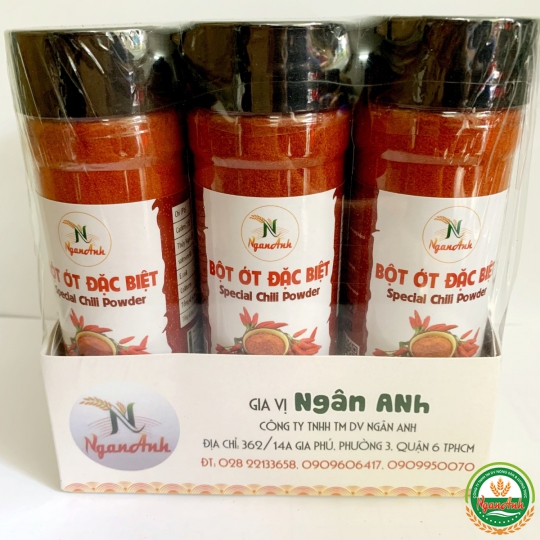 N
NganAnh
BỘT ỚT ĐẶC BIỆT
Special Chili Powder
N
NganAnh
BỘT ỚT ĐẶC BIỆT
Special Chili Powder
N
NganAnh
BỘT ỚT ĐẶC BIỆT
Special Chili Powder
N
NganAnh
GIA VỊ Ngân ANh
CÔNG TY TNHH TM DV NGÂN ANH
ĐỊA CHỈ. 362/14A GIA PHÚ. PHƯỜNG 3. QUẬN 6 TPHCM
ĐT: 028 22133658. 0909606417. 0909950070
NganAnh